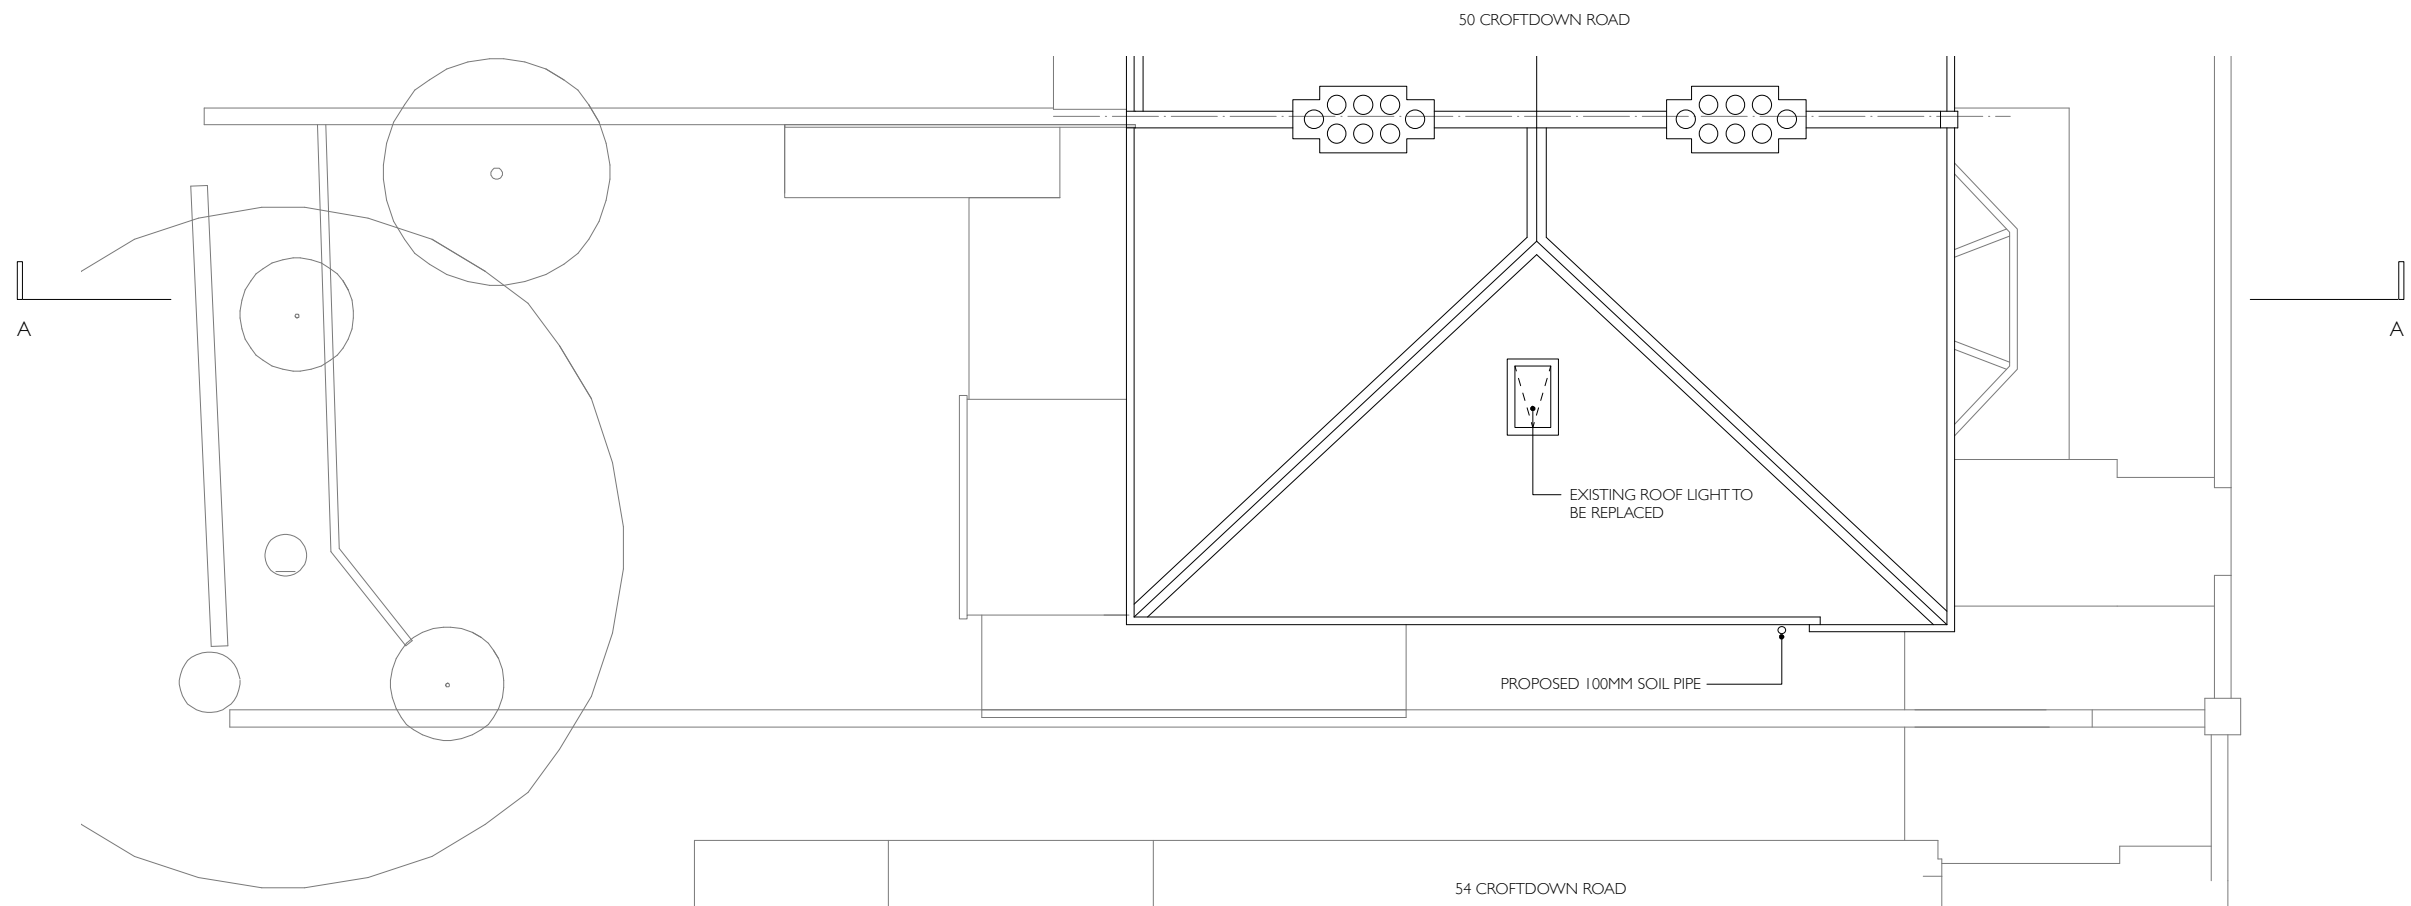 50 CROFTDOWN ROAD
A
A
EXISTING ROOF LIGHT TO
BE REPLACED
PROPOSED 100MM SOIL PIPE
54 CROFTDOWN ROAD